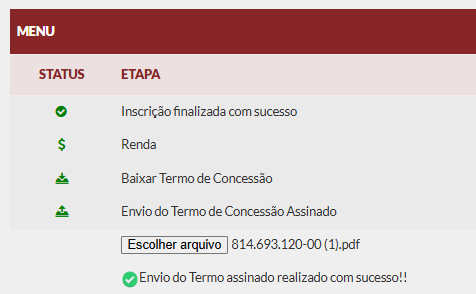 MENU
STATUS ETAPA
Inscrição finalizada com sucesso
$ Renda
Baixar Termo de Concessão
Envio do Termo de Concessão Assinado
Escolher arquivo 814.693.120-00 (1).pdf
Envio do Termo assinado realizado com sucesso!!